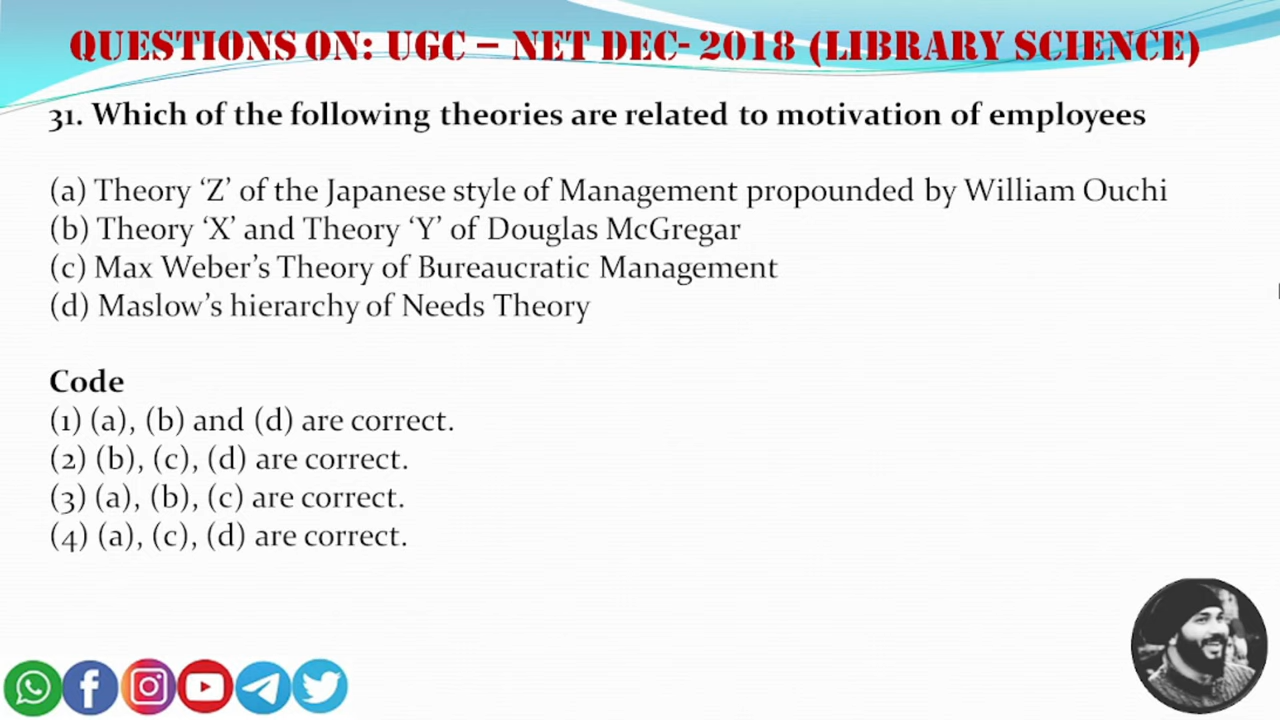 QUESTIONS ON: UGC – NET DEC- 2018 (LIBRARY SCIENCE)
31. Which of the following theories are related to motivation of employees
(a) Theory ‘Z’ of the Japanese style of Management propounded by William Ouchi
(b) Theory ‘X’ and Theory ‘Y’ of Douglas McGregar
(c) Max Weber’s Theory of Bureaucratic Management
(d) Maslow’s hierarchy of Needs Theory
Code
(1) (a), (b) and (d) are correct.
(2) (b), (c), (d) are correct.
(3) (a), (b), (c) are correct.
(4) (a), (c), (d) are correct.